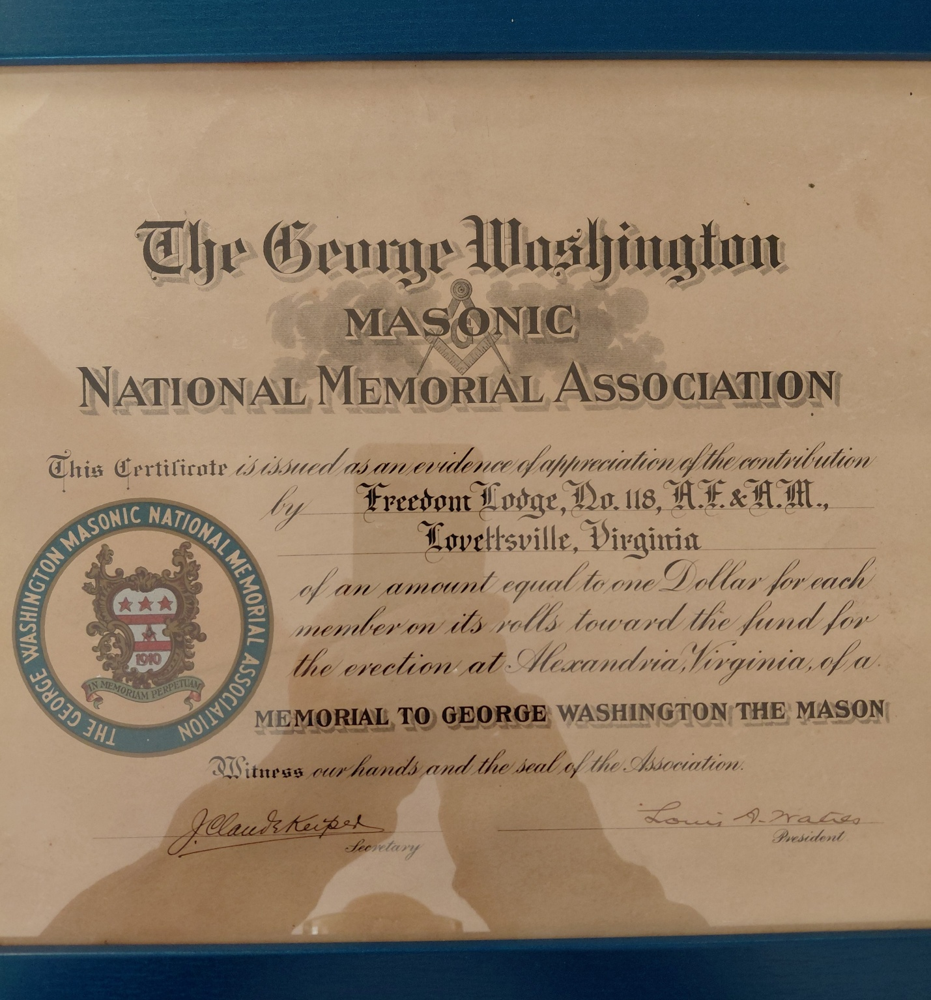 The George Washington
MASONIC
G
NATIONAL MEMORIAL ASSOCIATION
This Certificate is issued as an evidence of appreciation of the contribution
by Freedom Lodge, No. 118, A.F. & A.M.,
Lovettsville, Virginia
of an amount equal to one Dollar for each
member on its rolls toward the fund for
the erection at Alexandria, Virginia, of a
MEMORIAL TO GEORGE WASHINGTON THE MASON
THE GEORGE WASHINGTON MASONIC NATIONAL MEMORIAL ASSOCIATION
1910
IN MEMORIAM PERPETUAM
Witness our hands and the seal of the Association.
J. Claude Keiper
Secretary
Louis A. Watres
President